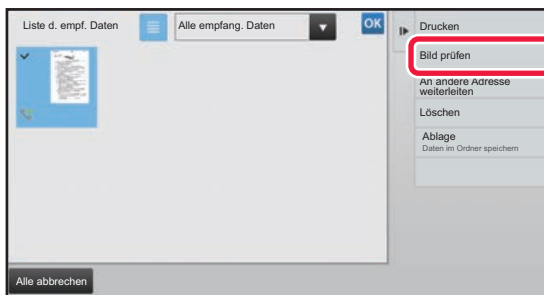 Liste d. empf. Daten
Alle empfang. Daten
OK
Drucken
Bild prüfen
An andere Adresse
weiterleiten
Löschen
Ablage
Daten im Ordner speichern
Alle abbrechen